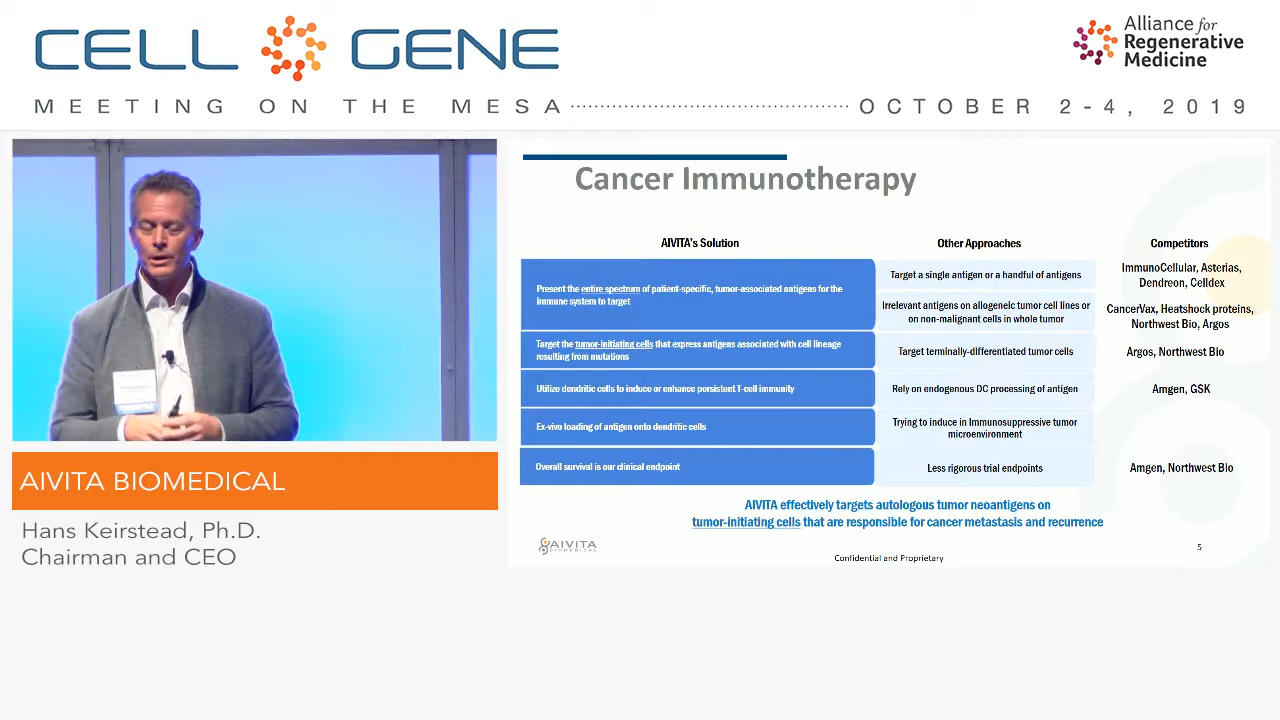 CELL GENE
MEETING ON THE MESA
OCTOBER 2-4, 2019
Alliance for
Regenerative
Medicine
AIVITA BIOMEDICAL
Hans Keirstead, Ph.D.
Chairman and CEO
Cancer Immunotherapy
AIVITA's Solution
Other Approaches
Competitors
Present the entire spectrum of patient-specific, tumor-associated antigens for the
immune system to target
Target a single antigen or a handful of antigens
ImmunoCellular, Asterias,
Dendreon, Celldex
Irrelevant antigens on allogeneic tumor cell lines or
on non-malignant cells in whole tumor
CancerVax, Heatshock proteins,
Northwest Bio, Argos
Target the tumor-initiating cells that express antigens associated with cell lineage
resulting from mutations
Target terminally-differentiated tumor cells
Argos, Northwest Bio
Utilize dendritic cells to induce or enhance persistent T-cell immunity
Rely on endogenous DC processing of antigen
Amgen, GSK
Ex-vivo loading of antigen onto dendritic cells
Trying to induce in Immunosuppressive tumor
microenvironment
Overall survival is our clinical endpoint
Less rigorous trial endpoints
Amgen, Northwest Bio
AIVITA effectively targets autologous tumor neoantigens on
tumor-initiating cells that are responsible for cancer metastasis and recurrence
AIVITA
BIOMEDICAL
Confidential and Proprietary
5